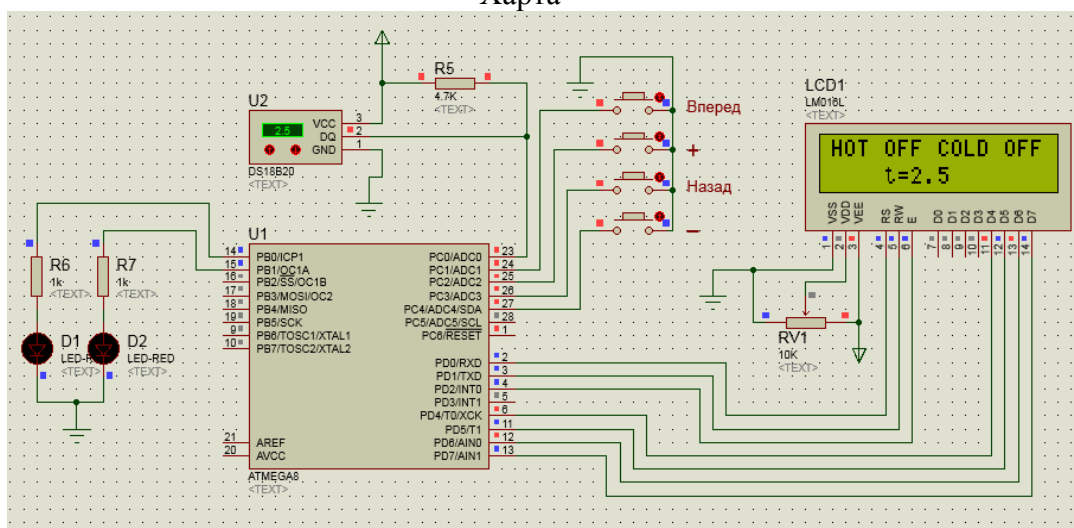 Харта
R5
4.7K
<TEXT>
U2
2.5
VCC 3
DQ 2
GND 1
DS18B20
<TEXT>
Вперед
+
Назад
−
LCD1
LM016L
<TEXT>
HOT OFF COLD OFF
t=2.5
VSS VDD VEE RS RW E D0 D1 D2 D3 D4 D5 D6 D7
1 2 3 4 5 6 7 8 9 10 11 12 13 14
RV1
10K
<TEXT>
R6
1k
<TEXT>
R7
1k
<TEXT>
D1
<TEXT>
D2
LED-RED
<TEXT>
U1
14 PB0/ICP1
15 PB1/OC1A
16 PB2/SS/OC1B
17 PB3/MOSI/OC2
18 PB4/MISO
19 PB5/SCK
9 PB6/TOSC1/XTAL1
10 PB7/TOSC2/XTAL2
21 AREF
20 AVCC
PC0/ADC0 23
PC1/ADC1 24
PC2/ADC2 25
PC3/ADC3 26
PC4/ADC4/SDA 27
PC5/ADC5/SCL 28
PC6/RESET 1
PD0/RXD 2
PD1/TXD 3
PD2/INT0 4
PD3/INT1 5
PD4/T0/XCK 6
PD5/T1 11
PD6/AIN0 12
PD7/AIN1 13
ATMEGA8
<TEXT>